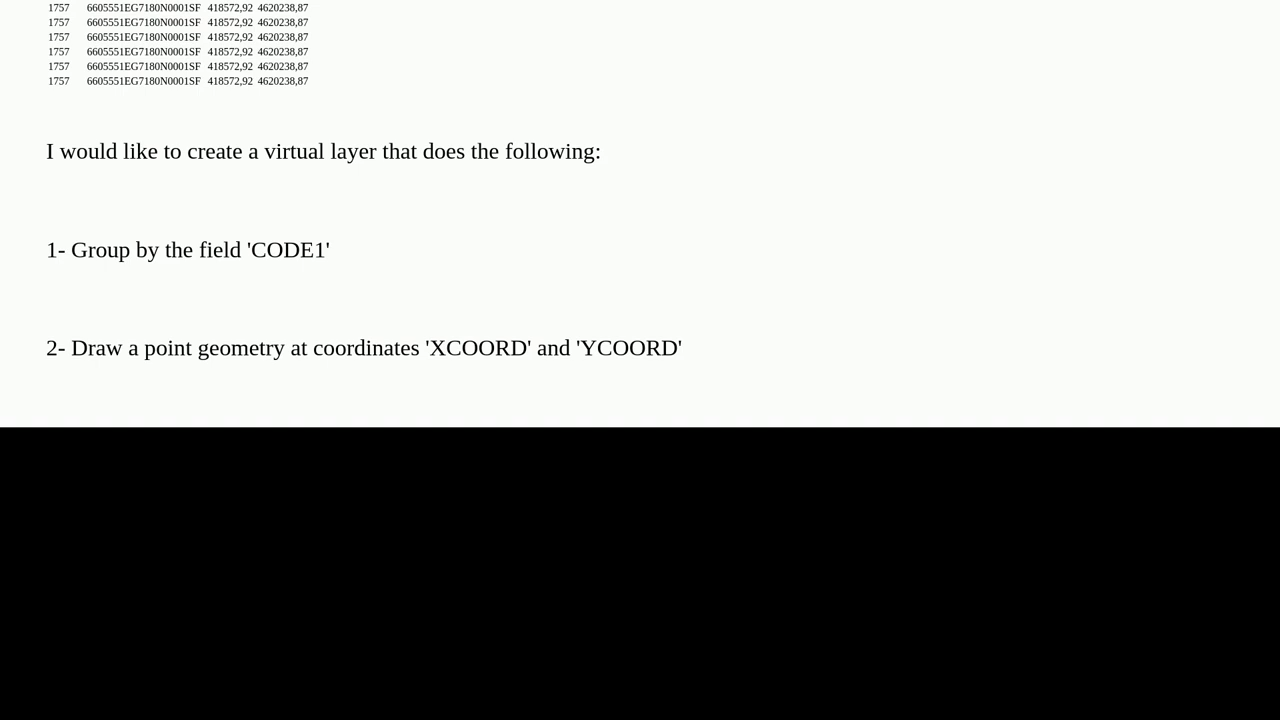 1757 6605551EG7180N0001SF 418572,92 4620238,87
1757 6605551EG7180N0001SF 418572,92 4620238,87
1757 6605551EG7180N0001SF 418572,92 4620238,87
1757 6605551EG7180N0001SF 418572,92 4620238,87
1757 6605551EG7180N0001SF 418572,92 4620238,87
1757 6605551EG7180N0001SF 418572,92 4620238,87
I would like to create a virtual layer that does the following:
1- Group by the field 'CODE1'
2- Draw a point geometry at coordinates 'XCOORD' and 'YCOORD'